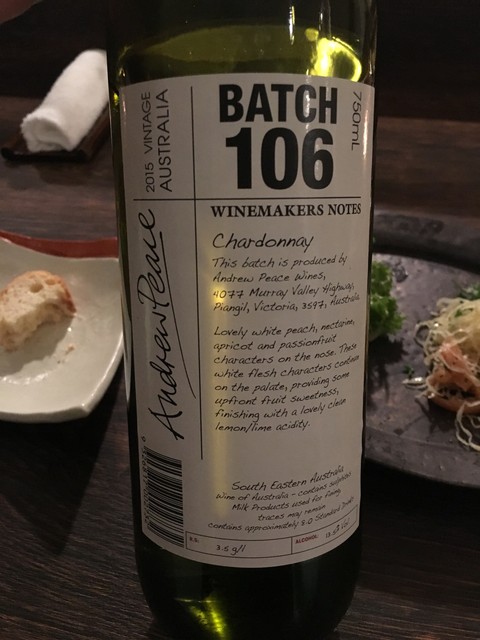 BATCH
106
750mL
2015 VINTAGE
AUSTRALIA
Andrew Peace
WINEMAKERS NOTES
Chardonnay
This batch is produced by
Andrew Peace Wines,
4077 Murray Valley Highway,
Piangil, Victoria, 3597, Australia
Lovely white peach, nectarine,
apricot and passionfruit
characters on the nose. These
white flesh characters continue
on the palate, providing some
upfront fruit sweetness,
finishing with a lovely clean
lemon/lime acidity.
South Eastern Australia
Wine of Australia - contains sulphites
Milk Products used for fining,
traces may remain
contains approximately 8.0 Standard Drinks
R.S.
3.5 g/l
ALCOHOL